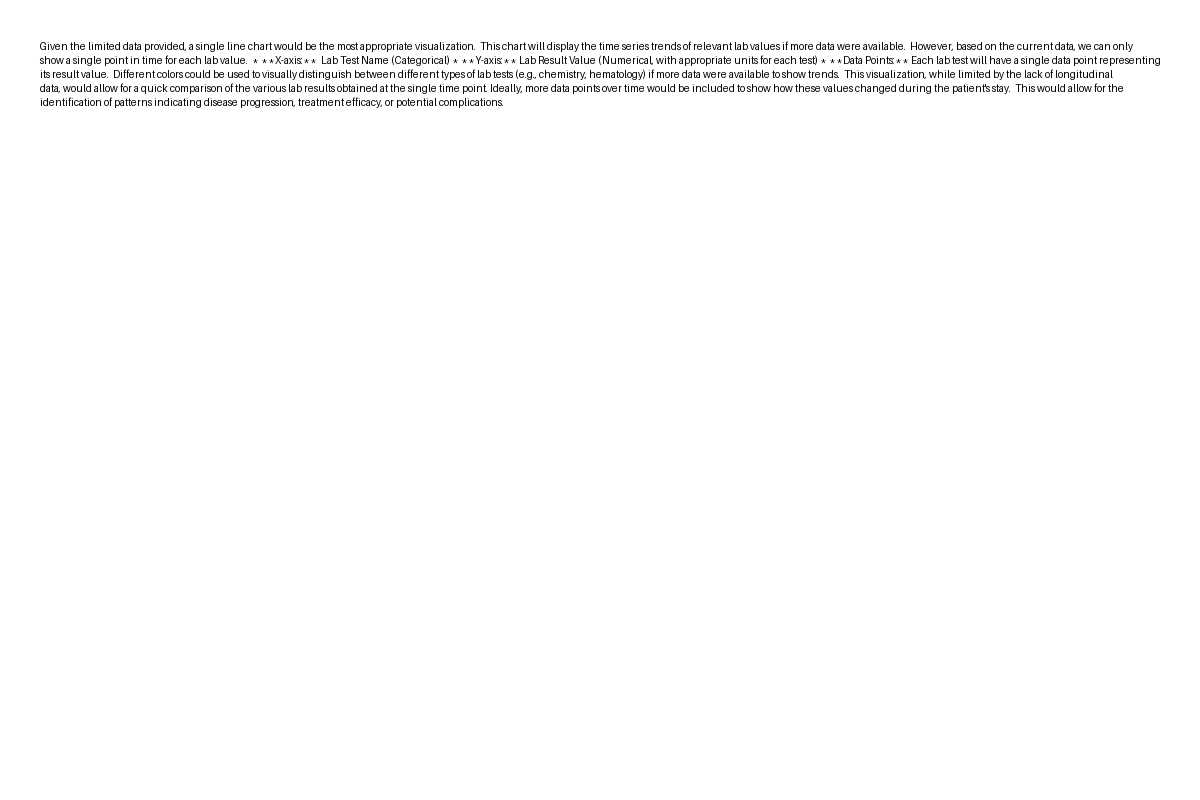 Given the limited data provided, a single line chart would be the most appropriate visualization.  This chart will display the time series trends of relevant lab values if more data were available.  However, based on the current data, we can only
show a single point in time for each lab value.  * **X-axis:**  Lab Test Name (Categorical) * **Y-axis:** Lab Result Value (Numerical, with appropriate units for each test)  * **Data Points:** Each lab test will have a single data point representing
its result value.  Different colors could be used to visually distinguish between different types of lab tests (e.g., chemistry, hematology) if more data were available to show trends.  This visualization, while limited by the lack of longitudinal
data, would allow for a quick comparison of the various lab results obtained at the single time point. Ideally, more data points over time would be included to show how these values changed during the patient's stay.  This would allow for the
identification of patterns indicating disease progression, treatment efficacy, or potential complications.